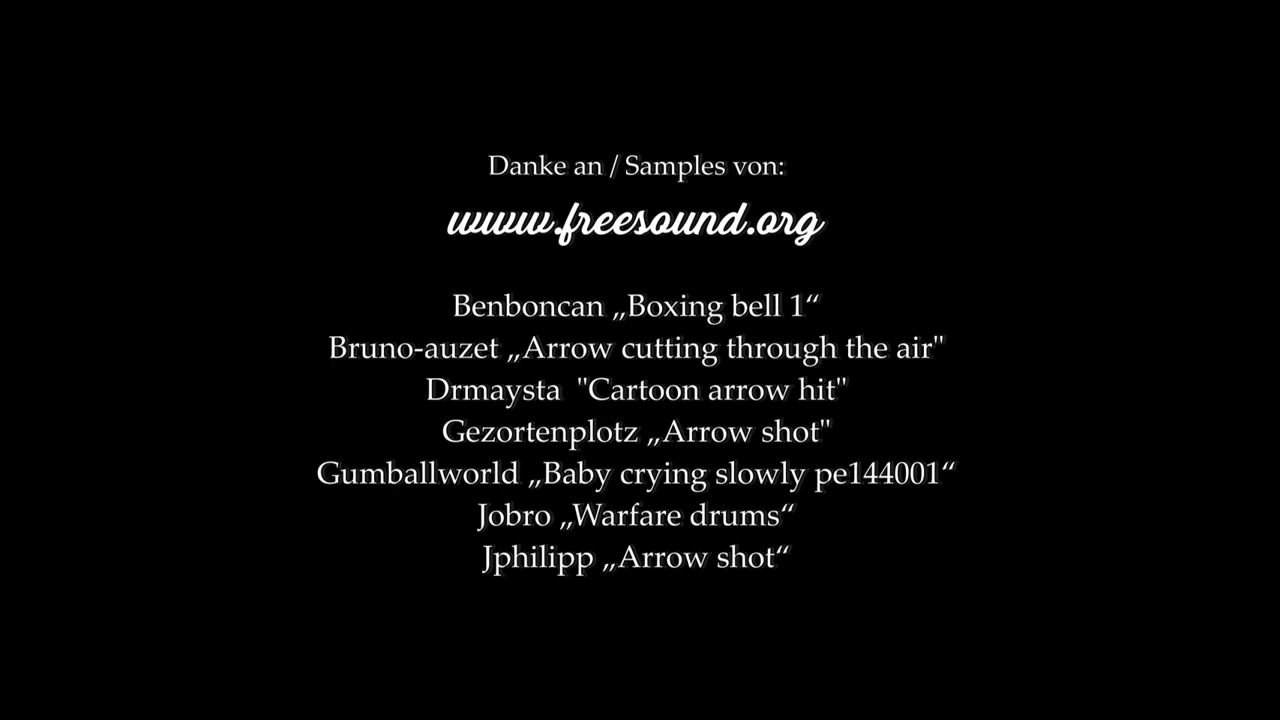 Danke an / Samples von:
www.freesound.org
Benboncan „Boxing bell 1“
Bruno-auzet „Arrow cutting through the air"
Drmaysta  "Cartoon arrow hit"
Gezortenplotz „Arrow shot"
Gumballworld „Baby crying slowly pe144001“
Jobro „Warfare drums“
Jphilipp „Arrow shot“